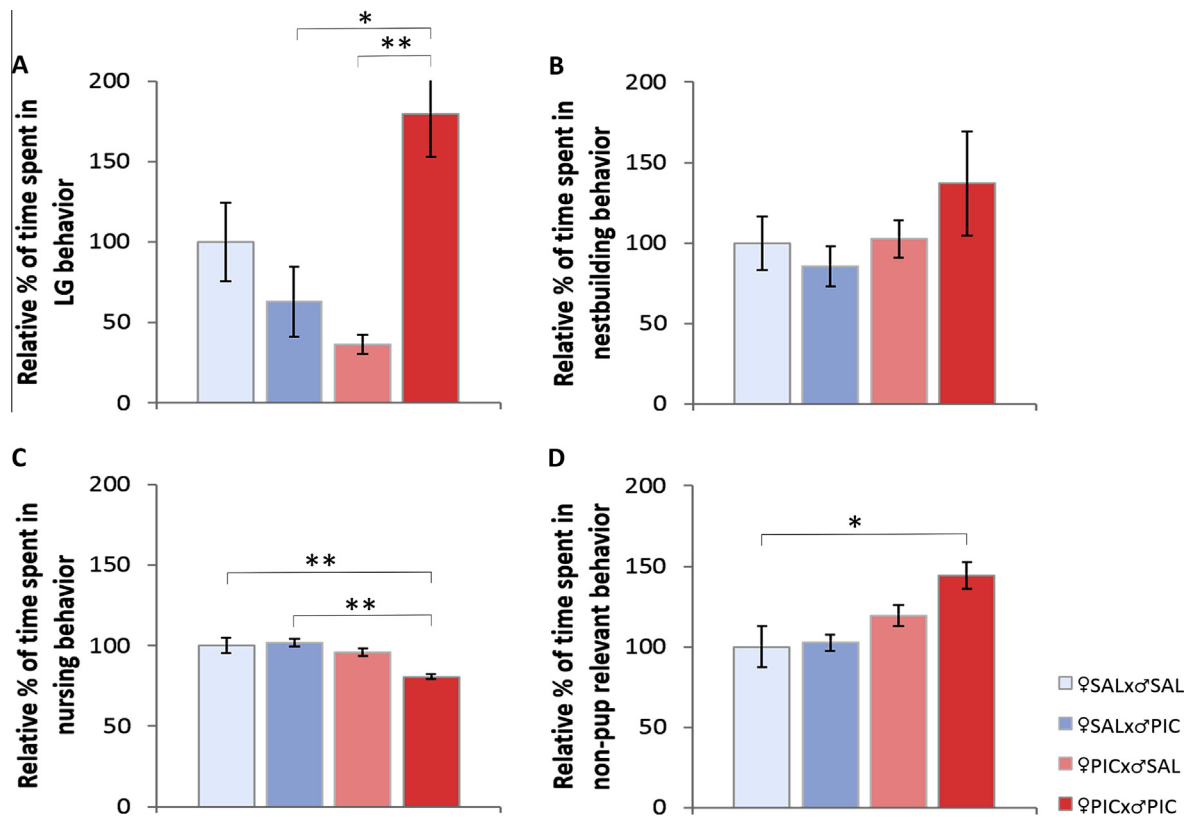 *
**
A
200
150
100
50
0
Relative % of time spent in
LG behavior
B
200
150
100
50
0
Relative % of time spent in
nestbuilding behavior
C
200
150
100
50
0
Relative % of time spent in
nursing behavior
**
**
D
200
150
100
50
0
Relative % of time spent in
non-pup relevant behavior
*
♀SALx♂SAL
♀SALx♂PIC
♀PICx♂SAL
♀PICx♂PIC